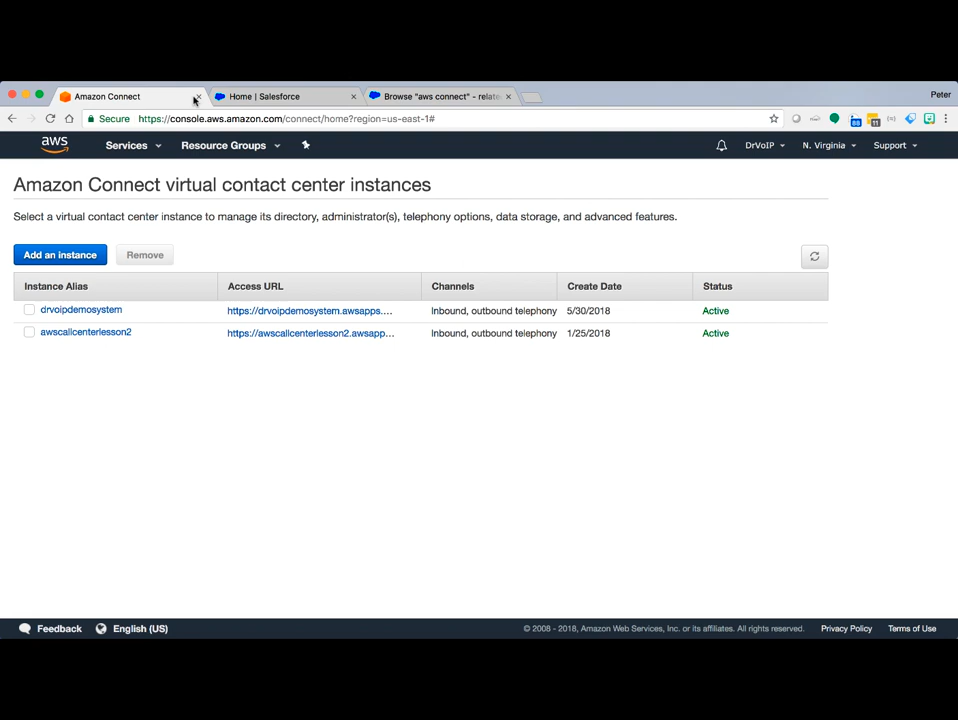 Amazon Connect
Home | Salesforce
Browse "aws connect" - relate
Peter
Secure https://console.aws.amazon.com/connect/home?region=us-east-1#
88
11
aws Services Resource Groups DrVoIP N. Virginia Support
Amazon Connect virtual contact center instances
Select a virtual contact center instance to manage its directory, administrator(s), telephony options, data storage, and advanced features.
Add an instance Remove
Instance Alias Access URL Channels Create Date Status
drvoipdemosystem https://drvoipdemosystem.awsapps.... Inbound, outbound telephony 5/30/2018 Active
awscallcenterlesson2 https://awscallcenterlesson2.awsapp... Inbound, outbound telephony 1/25/2018 Active
Feedback English (US) © 2008 - 2018, Amazon Web Services, Inc. or its affiliates. All rights reserved. Privacy Policy Terms of Use